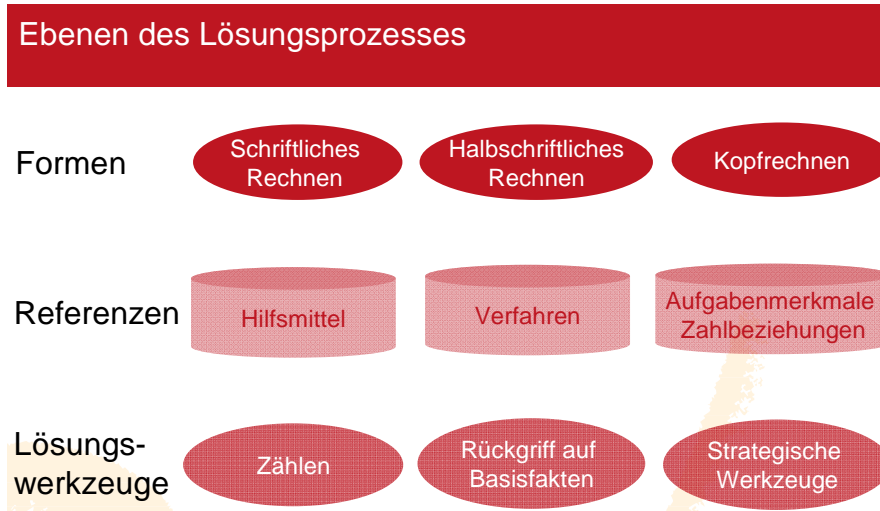 Ebenen des Lösungsprozesses
Formen
Schriftliches
Rechnen
Halbschriftliches
Rechnen
Kopfrechnen
Referenzen
Hilfsmittel
Verfahren
Aufgabenmerkmale
Zahlbeziehungen
Lösungs-
werkzeuge
Zählen
Rückgriff auf
Basisfakten
Strategische
Werkzeuge